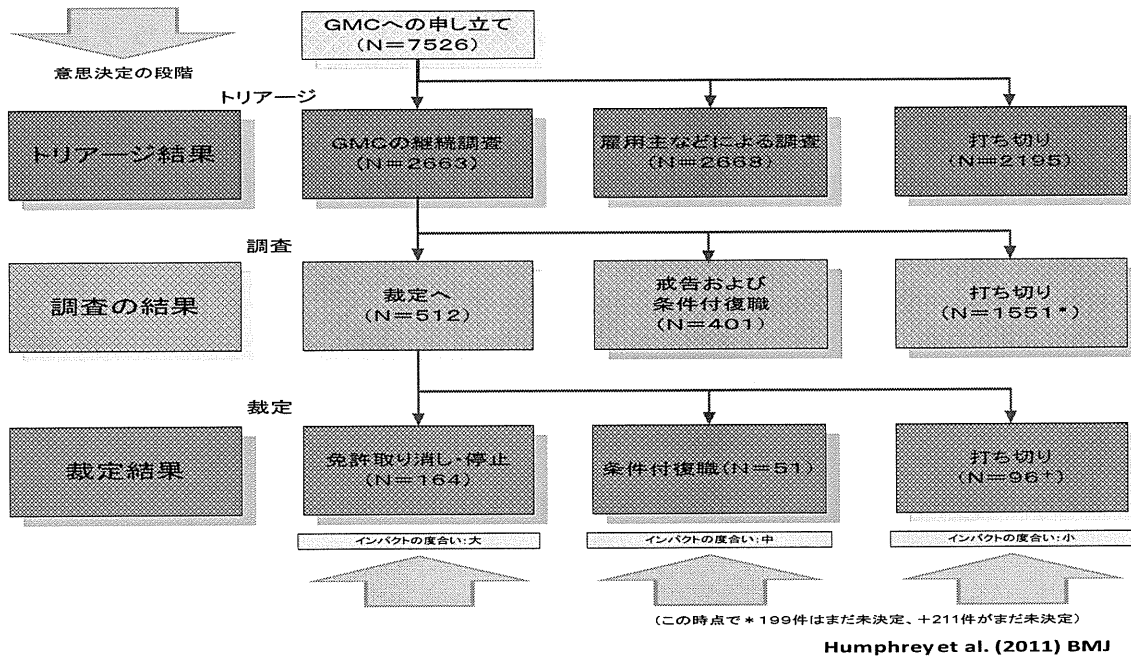 GMCへの申し立て
(N=7526)
意思決定の段階
トリアージ
トリアージ結果
GMCの継続調査
(N=2663)
雇用主などによる調査
(N=2668)
打ち切り
(N=2195)
調査
調査の結果
裁定へ
(N=512)
戒告および
条件付復職
(N=401)
打ち切り
(N=1551*)
裁定
裁定結果
免許取り消し・停止
(N=164)
条件付復職(N=51)
打ち切り
(N=96+)
インパクトの度合い:大
インパクトの度合い:中
インパクトの度合い:小
(この時点で*199件はまだ未決定、+211件がまだ未決定)
Humphrey et al. (2011) BMJ